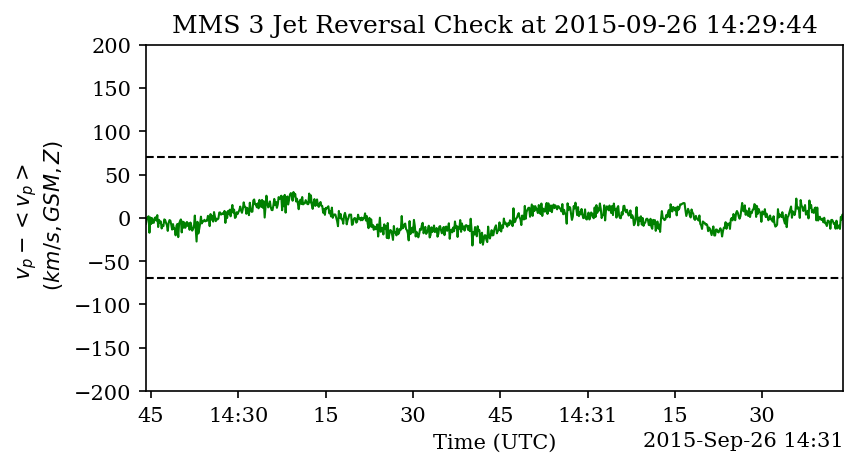 MMS 3 Jet Reversal Check at 2015-09-26 14:29:44
200
150
100
50
0
−50
−100
−150
−200
v_p − < v_p >
(km/s, GSM, Z)
45 14:30 15 30 45 14:31 15 30
Time (UTC)
2015-Sep-26 14:31